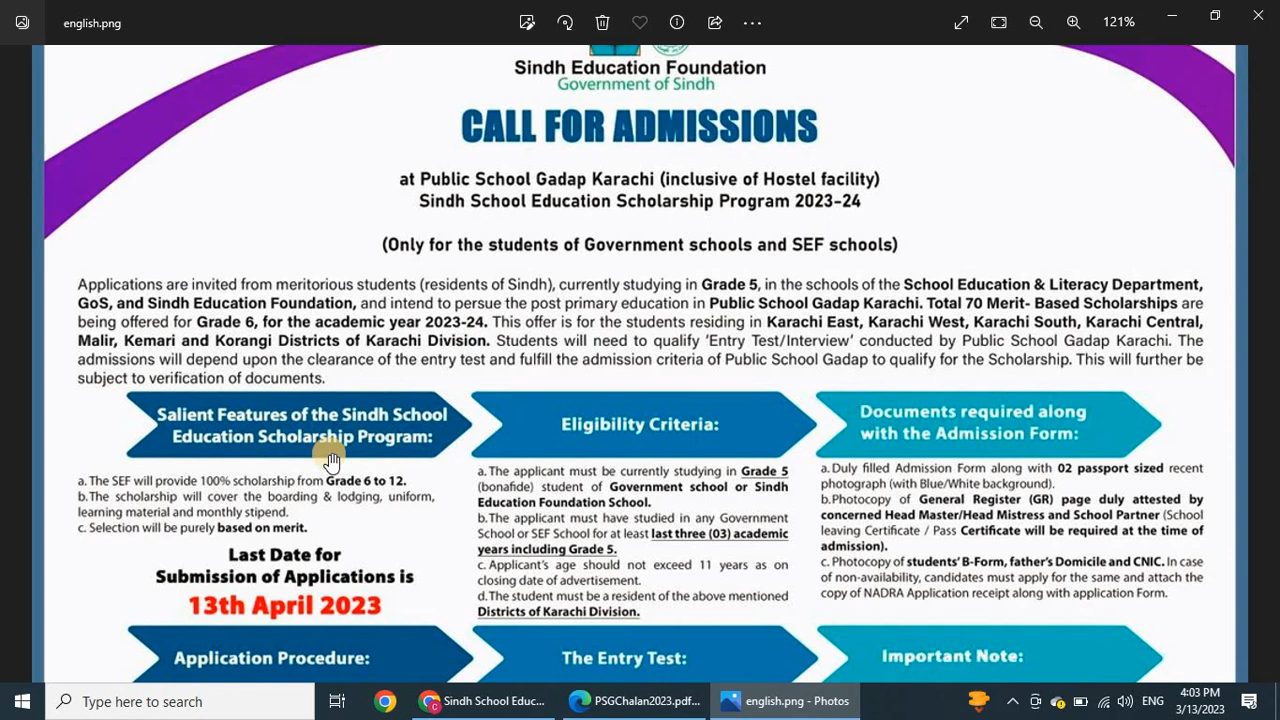 english.png
121%
Sindh Education Foundation
Government of Sindh
CALL FOR ADMISSIONS
at Public School Gadap Karachi (inclusive of Hostel facility)
Sindh School Education Scholarship Program 2023-24
(Only for the students of Government schools and SEF schools)
Applications are invited from meritorious students (residents of Sindh), currently studying in Grade 5, in the schools of the School Education & Literacy Department,
GoS, and Sindh Education Foundation, and intend to persue the post primary education in Public School Gadap Karachi. Total 70 Merit- Based Scholarships are
being offered for Grade 6, for the academic year 2023-24. This offer is for the students residing in Karachi East, Karachi West, Karachi South, Karachi Central,
Malir, Kemari and Korangi Districts of Karachi Division. Students will need to qualify 'Entry Test/Interview' conducted by Public School Gadap Karachi. The
admissions will depend upon the clearance of the entry test and fulfill the admission criteria of Public School Gadap to qualify for the Scholarship. This will further be
subject to verification of documents.
Salient Features of the Sindh School
Education Scholarship Program:
a. The SEF will provide 100% scholarship from Grade 6 to 12.
b. The scholarship will cover the boarding & lodging, uniform,
learning material and monthly stipend.
c. Selection will be purely based on merit.
Last Date for
Submission of Applications is
13th April 2023
Eligibility Criteria:
a. The applicant must be currently studying in Grade 5
(bonafide) student of Government school or Sindh
Education Foundation School.
b. The applicant must have studied in any Government
School or SEF School for at least last three (03) academic
years including Grade 5.
c. Applicant's age should not exceed 11 years as on
closing date of advertisement.
d. The student must be a resident of the above mentioned
Districts of Karachi Division.
Documents required along
with the Admission Form:
a. Duly filled Admission Form along with 02 passport sized recent
photograph (with Blue/White background).
b. Photocopy of General Register (GR) page duly attested by
concerned Head Master/Head Mistress and School Partner (School
leaving Certificate / Pass Certificate will be required at the time of
admission).
c. Photocopy of students' B-Form, father's Domicile and CNIC. In case
of non-availability, candidates must apply for the same and attach the
copy of NADRA Application receipt along with application Form.
Application Procedure:
The Entry Test:
Important Note:
Type here to search
Sindh School Educ...
PSGChalan2023.pdf...
english.png - Photos
ENG
4:03 PM
3/13/2023